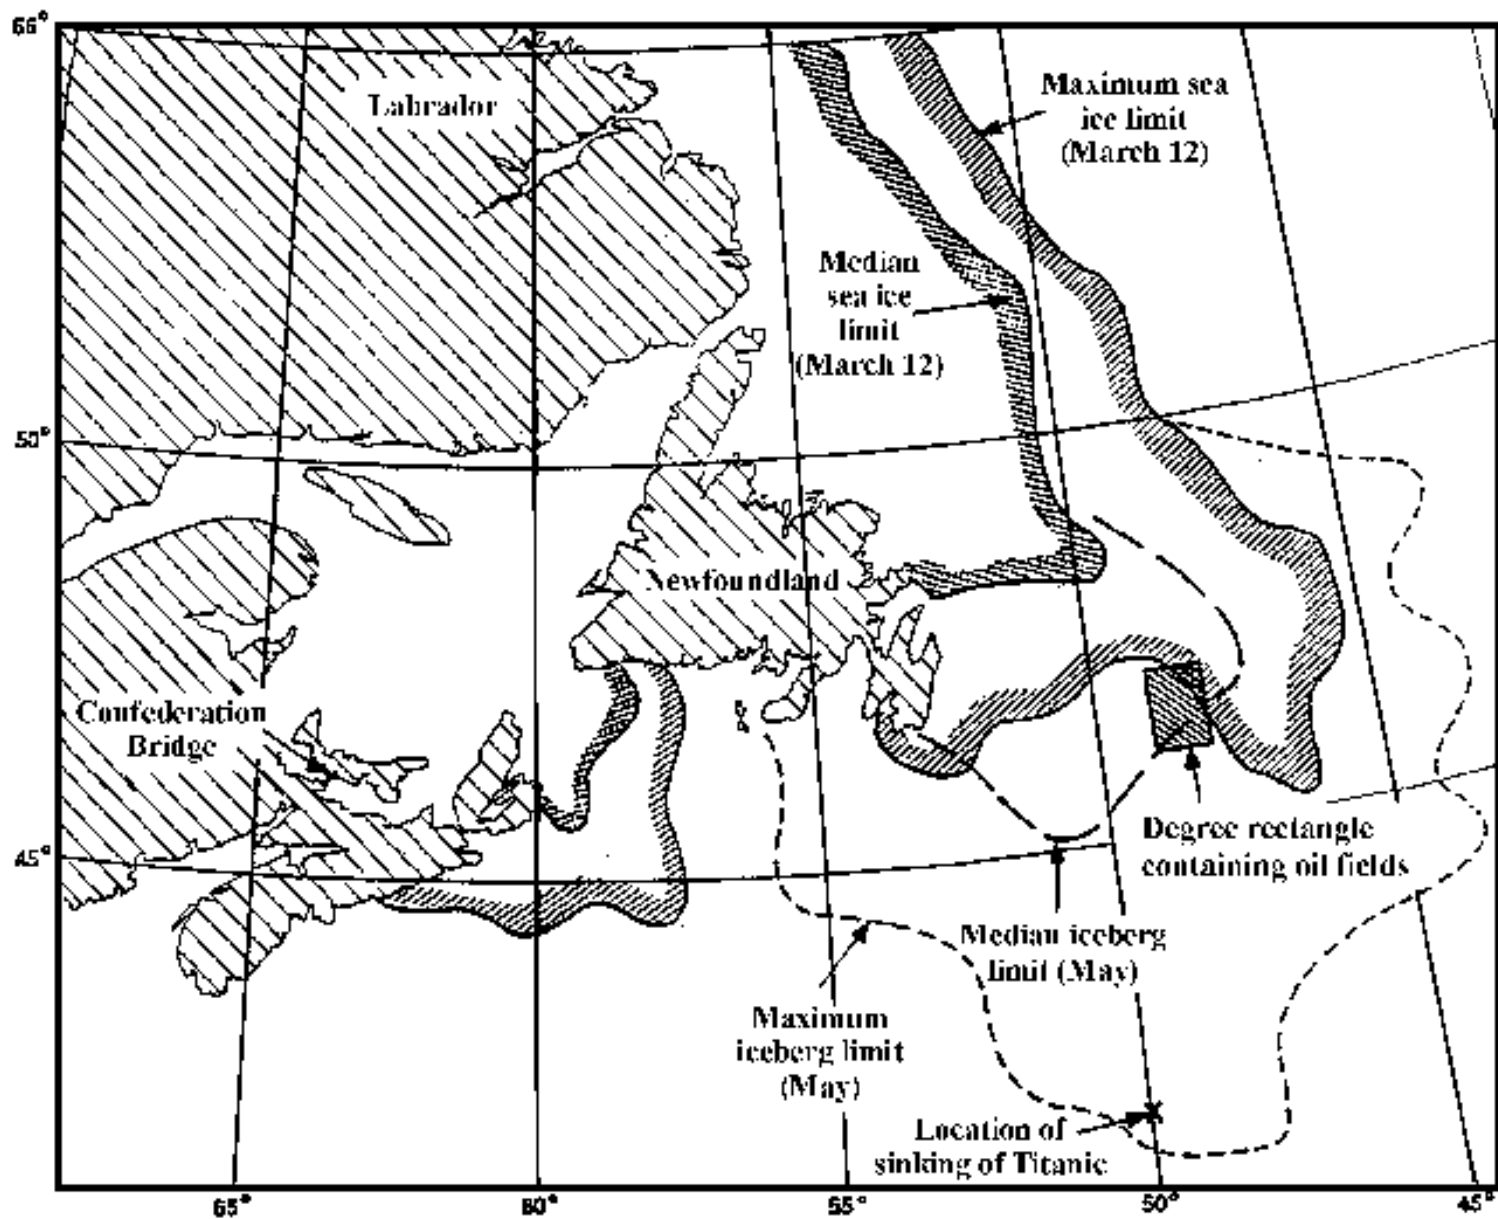 66°
Labrador
Maximum sea
ice limit
(March 12)
Median
sea ice
limit
(March 12)
50°
Newfoundland
Confederation
Bridge
45°
Degree rectangle
containing oil fields
Median iceberg
limit (May)
Maximum
iceberg limit
(May)
Location of
sinking of Titanic
65°
60°
55°
50°
45°